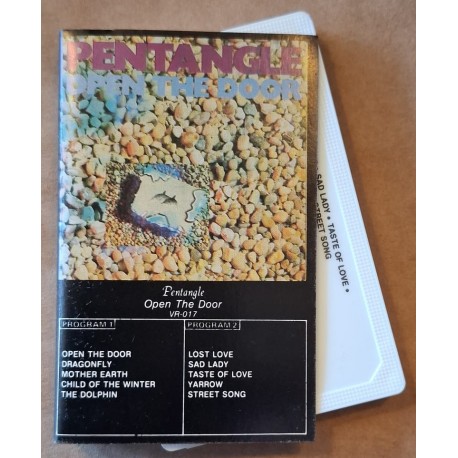 PENTANGLE
OPEN THE DOOR
Pentangle
Open The Door
VR-017
PROGRAM 1
OPEN THE DOOR
DRAGONFLY
MOTHER EARTH
CHILD OF THE WINTER
THE DOLPHIN
PROGRAM 2
LOST LOVE
SAD LADY
TASTE OF LOVE
YARROW
STREET SONG
SAD LADY • TASTE OF LOVE •
STREET SONG